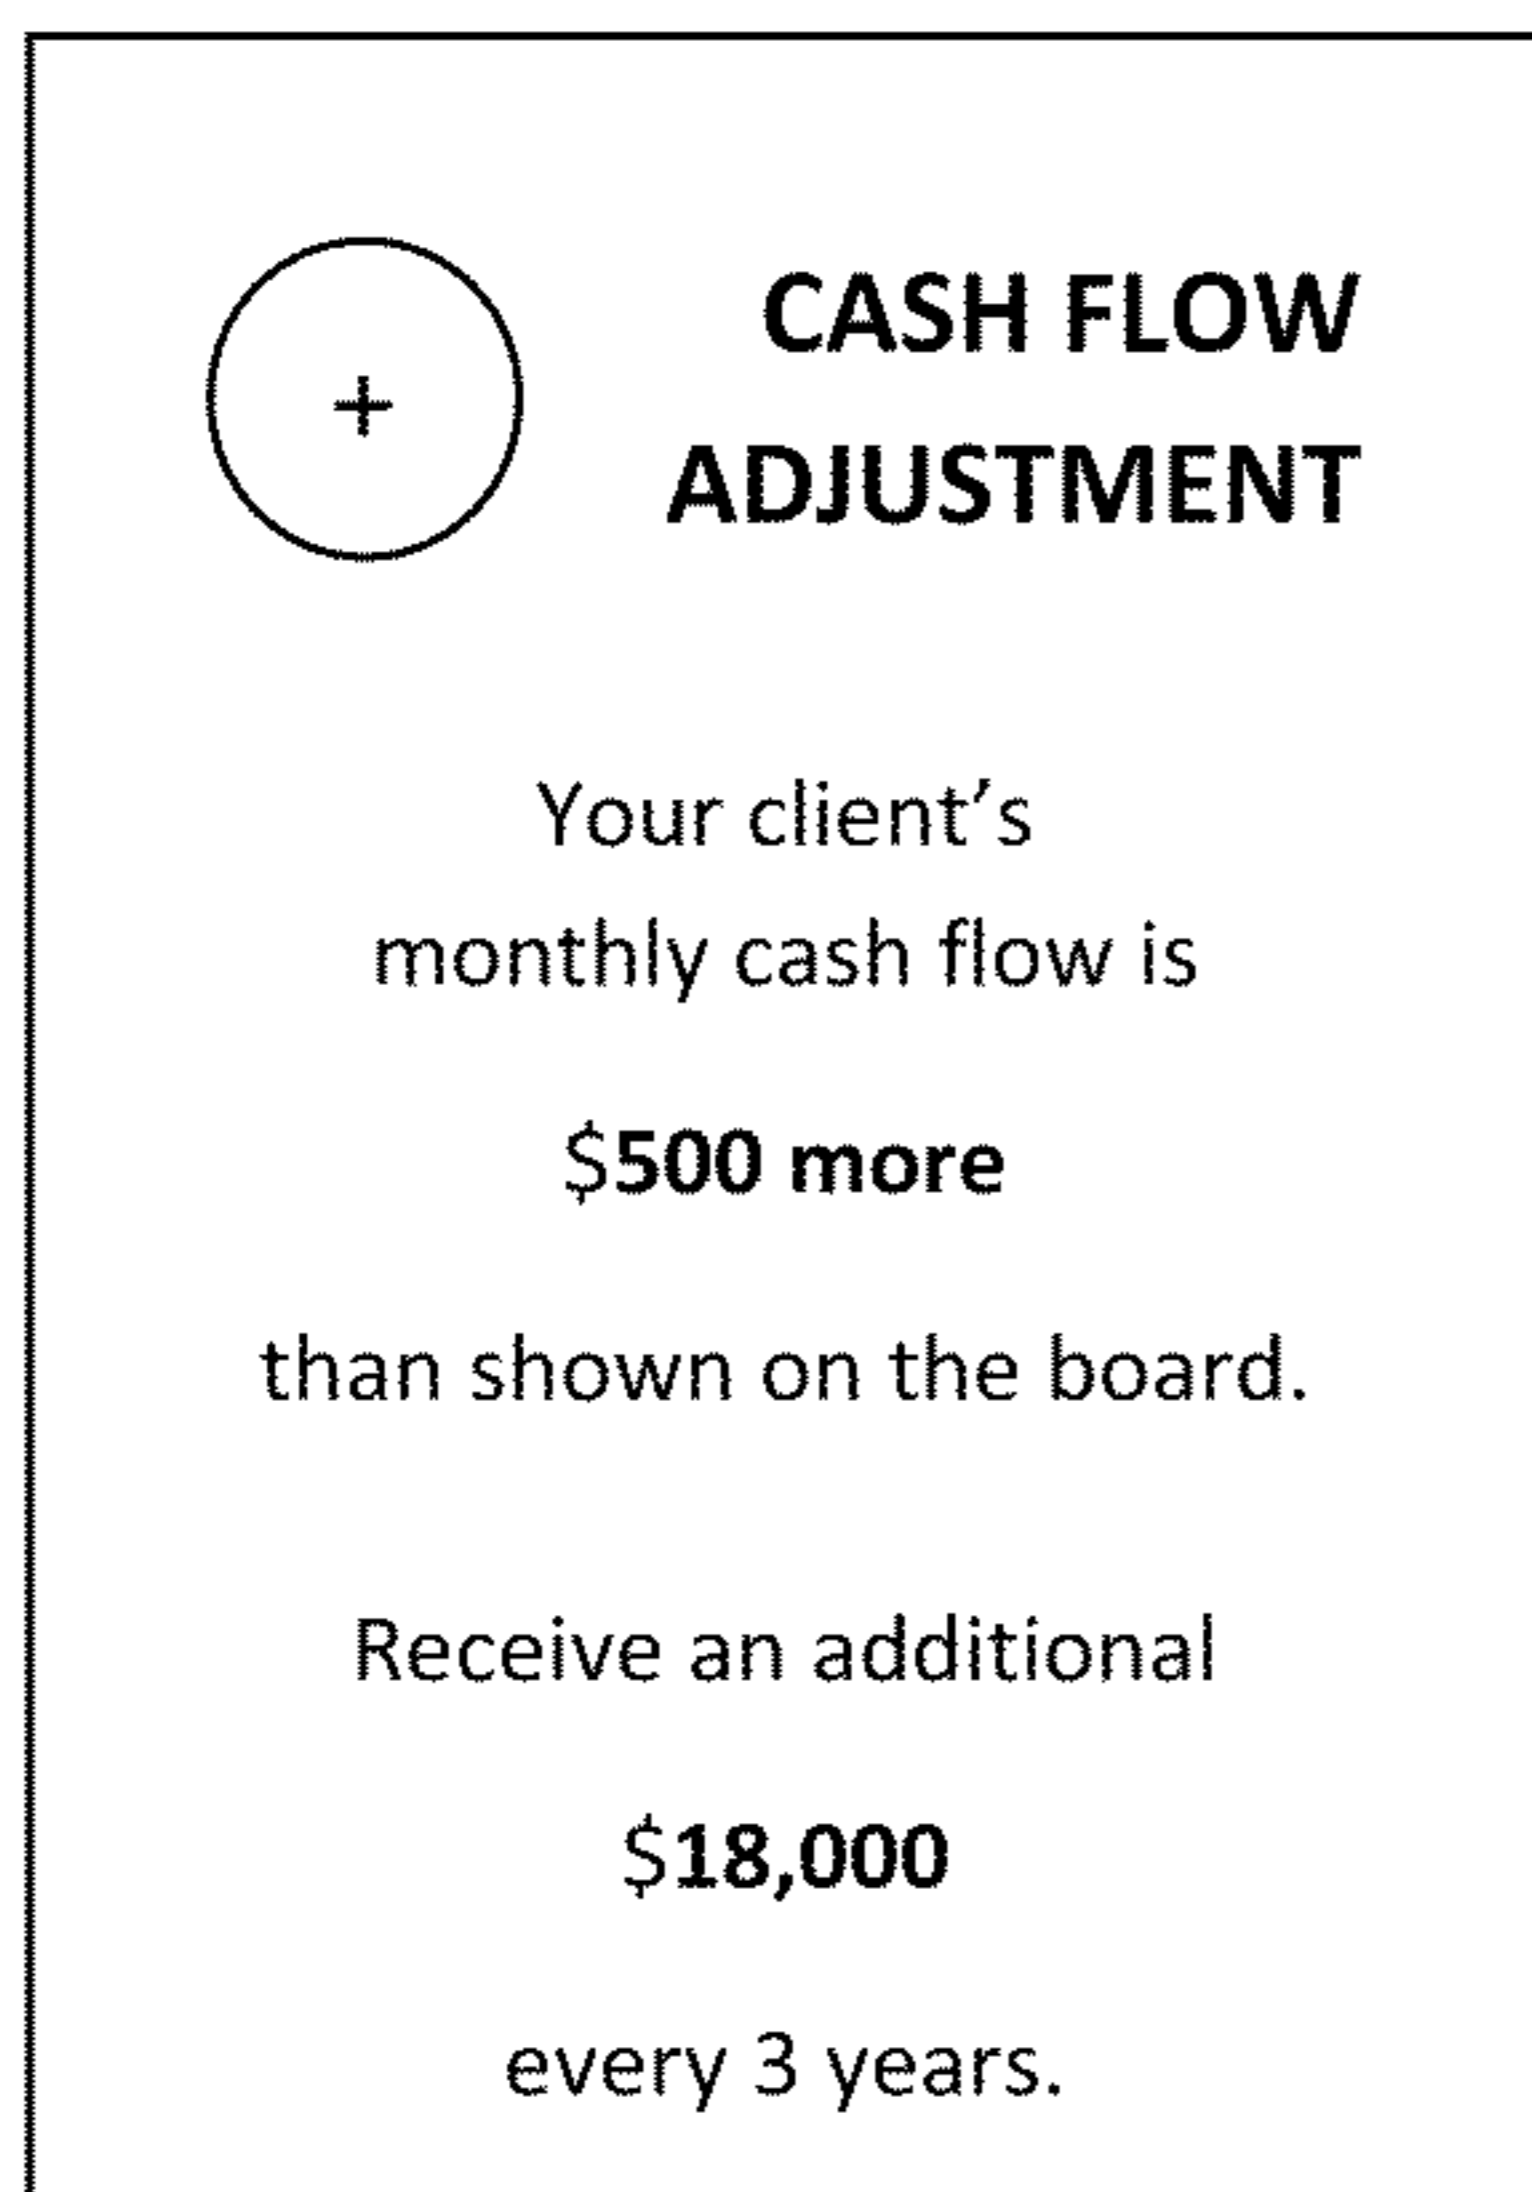 +
CASH FLOW
ADJUSTMENT
Your client’s
monthly cash flow is
$500 more
than shown on the board.
Receive an additional
$18,000
every 3 years.